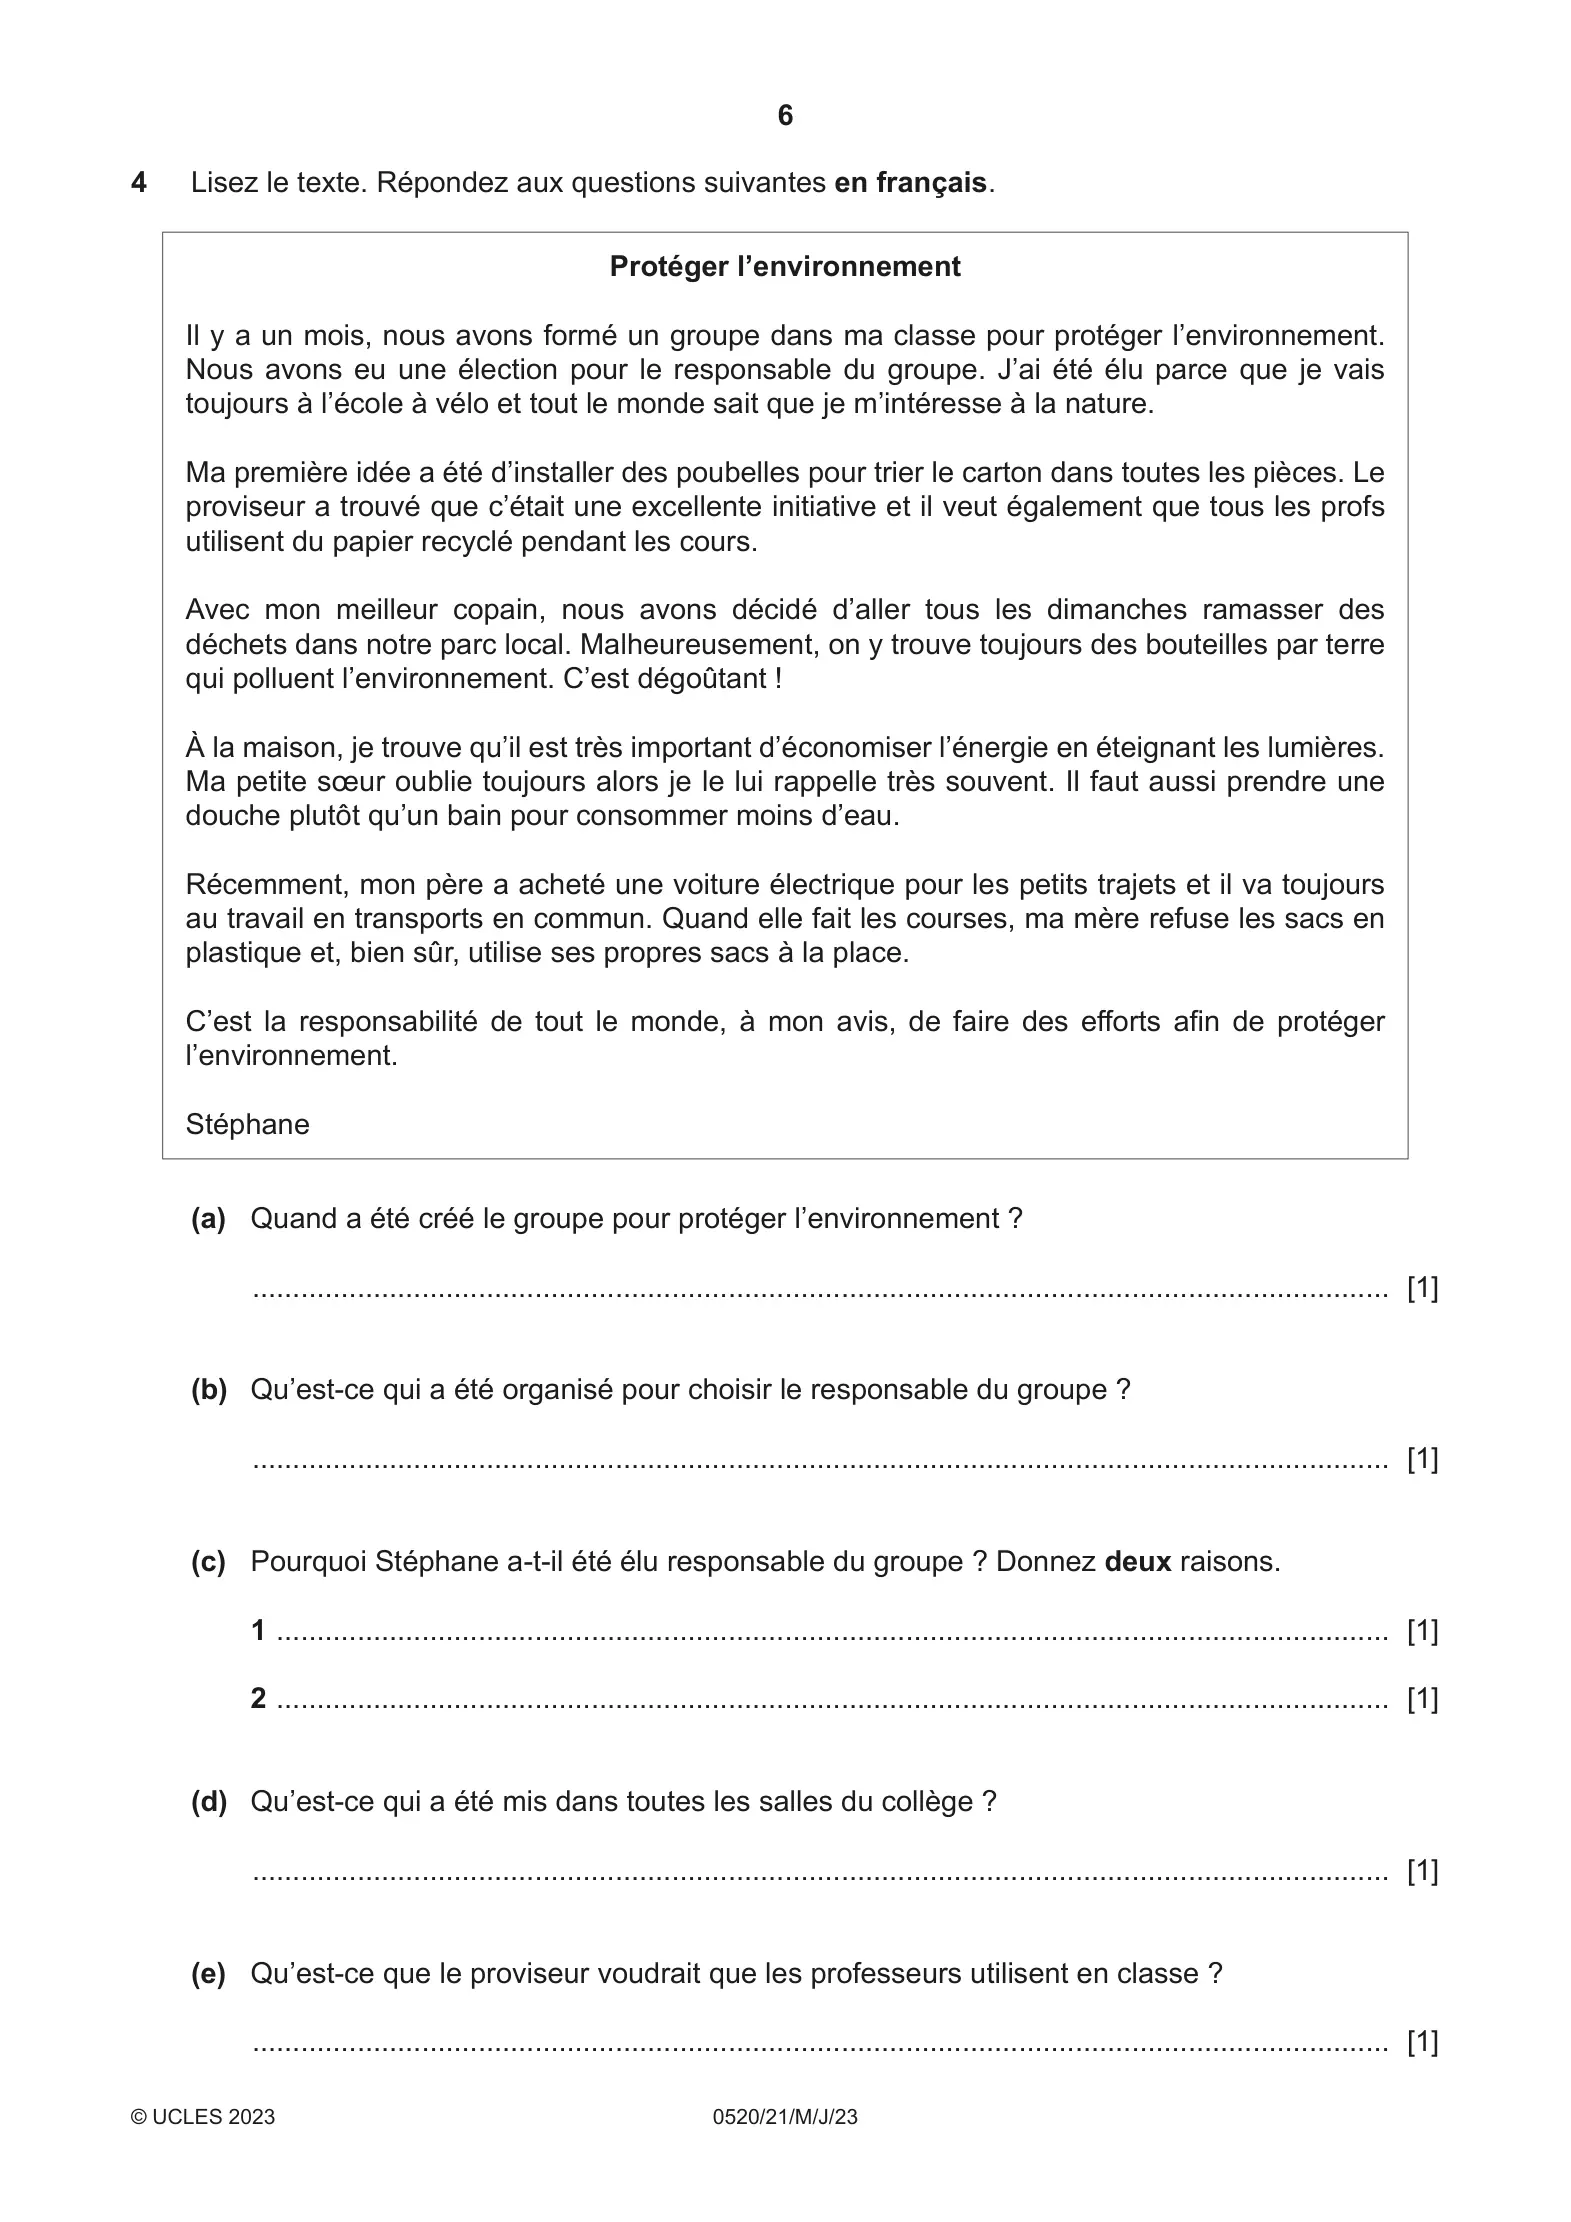 6
4 Lisez le texte. Répondez aux questions suivantes en français.
Protéger l’environnement
Il y a un mois, nous avons formé un groupe dans ma classe pour protéger l’environnement.
Nous avons eu une élection pour le responsable du groupe. J’ai été élu parce que je vais
toujours à l’école à vélo et tout le monde sait que je m’intéresse à la nature.
Ma première idée a été d’installer des poubelles pour trier le carton dans toutes les pièces. Le
proviseur a trouvé que c’était une excellente initiative et il veut également que tous les profs
utilisent du papier recyclé pendant les cours.
Avec mon meilleur copain, nous avons décidé d’aller tous les dimanches ramasser des
déchets dans notre parc local. Malheureusement, on y trouve toujours des bouteilles par terre
qui polluent l’environnement. C’est dégoûtant !
À la maison, je trouve qu’il est très important d’économiser l’énergie en éteignant les lumières.
Ma petite sœur oublie toujours alors je le lui rappelle très souvent. Il faut aussi prendre une
douche plutôt qu’un bain pour consommer moins d’eau.
Récemment, mon père a acheté une voiture électrique pour les petits trajets et il va toujours
au travail en transports en commun. Quand elle fait les courses, ma mère refuse les sacs en
plastique et, bien sûr, utilise ses propres sacs à la place.
C’est la responsabilité de tout le monde, à mon avis, de faire des efforts afin de protéger
l’environnement.
Stéphane
(a) Quand a été créé le groupe pour protéger l’environnement ?
[1]
(b) Qu’est-ce qui a été organisé pour choisir le responsable du groupe ?
[1]
(c) Pourquoi Stéphane a-t-il été élu responsable du groupe ? Donnez deux raisons.
1 [1]
2 [1]
(d) Qu’est-ce qui a été mis dans toutes les salles du collège ?
[1]
(e) Qu’est-ce que le proviseur voudrait que les professeurs utilisent en classe ?
[1]
© UCLES 2023 0520/21/M/J/23